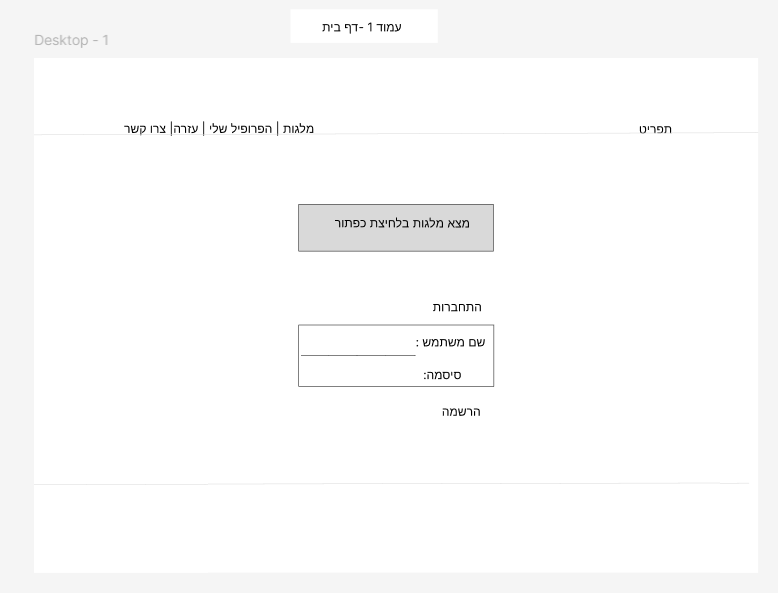 עמוד 1 -דף בית
Desktop - 1
תפריט
מלגות | הפרופיל שלי | עזרה| צרו קשר
מצא מלגות בלחיצת כפתור
התחברות
שם משתמש :___________________
סיסמה:
הרשמה